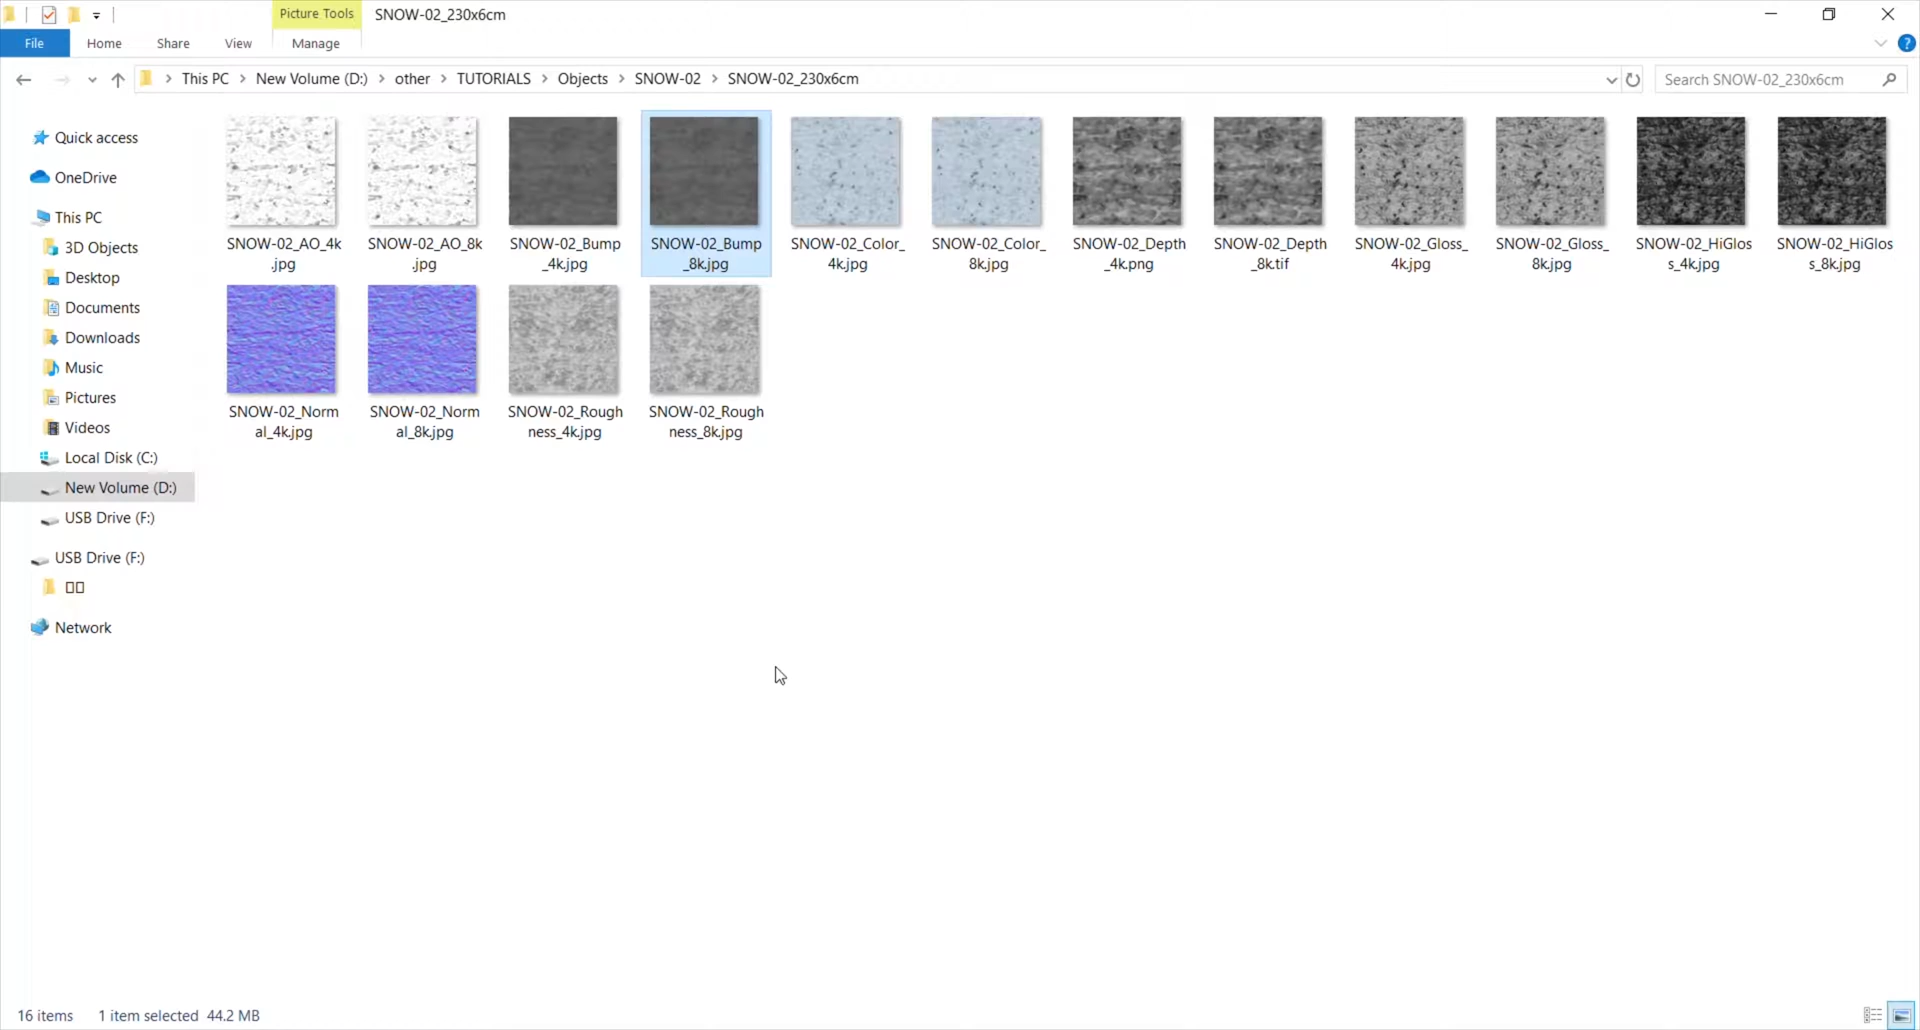 Picture Tools
SNOW-02_230x6cm
File
Home
Share
View
Manage
This PC
New Volume (D:)
other
TUTORIALS
Objects
SNOW-02
SNOW-02_230x6cm
Search SNOW-02_230x6cm
Quick access
OneDrive
This PC
3D Objects
Desktop
Documents
Downloads
Music
Pictures
Videos
Local Disk (C:)
New Volume (D:)
USB Drive (F:)
USB Drive (F:)
Network
SNOW-02_AO_4k
.jpg
SNOW-02_AO_8k
.jpg
SNOW-02_Bump
_4k.jpg
SNOW-02_Bump
_8k.jpg
SNOW-02_Color_
4k.jpg
SNOW-02_Color_
8k.jpg
SNOW-02_Depth
_4k.png
SNOW-02_Depth
_8k.tif
SNOW-02_Gloss_
4k.jpg
SNOW-02_Gloss_
8k.jpg
SNOW-02_HiGlos
s_4k.jpg
SNOW-02_HiGlos
s_8k.jpg
SNOW-02_Norm
al_4k.jpg
SNOW-02_Norm
al_8k.jpg
SNOW-02_Rough
ness_4k.jpg
SNOW-02_Rough
ness_8k.jpg
16 items
1 item selected 44.2 MB